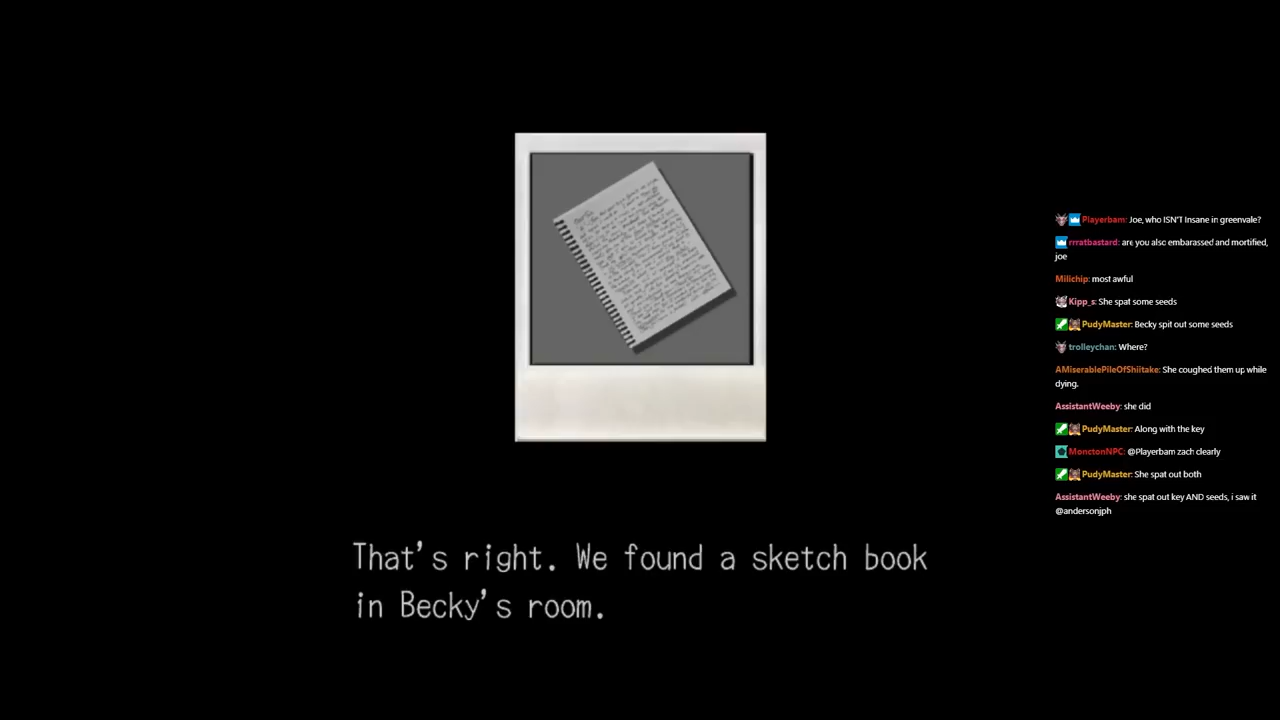 That's right. We found a sketch book
in Becky's room.
Playerbam: Joe, who ISN'T Insane in greenvale?
rrratbastard: are you also embarassed and mortified,
joe
Milichip: most awful
Kipp_s: She spat some seeds
PudyMaster: Becky spit out some seeds
trolleychan: Where?
AMiserablePileOfShiitake: She coughed them up while
dying.
AssistantWeeby: she did
PudyMaster: Along with the key
MonctonNPC: @Playerbam zach clearly
PudyMaster: She spat out both
AssistantWeeby: she spat out key AND seeds, i saw it
@andersonjph